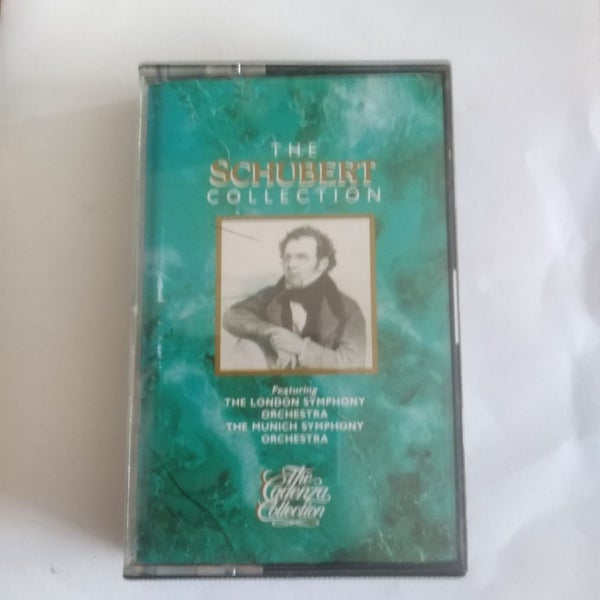 THE
SCHUBERT
COLLECTION
Featuring
THE LONDON SYMPHONY
ORCHESTRA
THE MUNICH SYMPHONY
ORCHESTRA
The
Cadenza
Collection